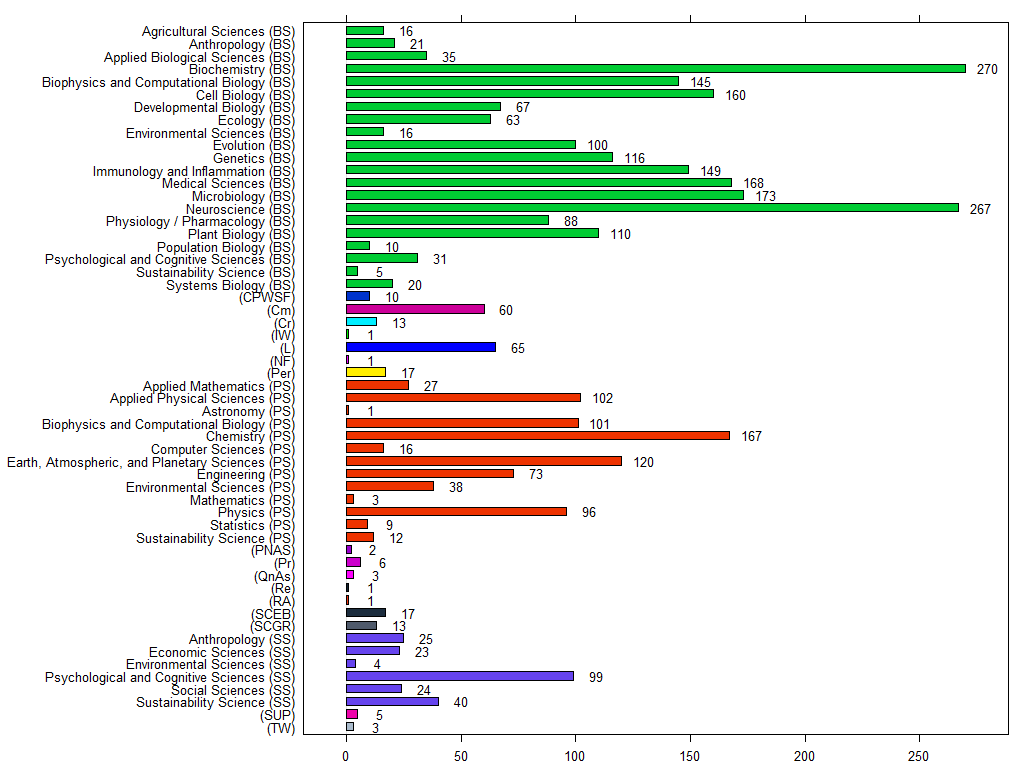 Agricultural Sciences (BS) 16
Anthropology (BS) 21
Applied Biological Sciences (BS) 35
Biochemistry (BS) 270
Biophysics and Computational Biology (BS) 145
Cell Biology (BS) 160
Developmental Biology (BS) 67
Ecology (BS) 63
Environmental Sciences (BS) 16
Evolution (BS) 100
Genetics (BS) 116
Immunology and Inflammation (BS) 149
Medical Sciences (BS) 168
Microbiology (BS) 173
Neuroscience (BS) 267
Physiology / Pharmacology (BS) 88
Plant Biology (BS) 110
Population Biology (BS) 10
Psychological and Cognitive Sciences (BS) 31
Sustainability Science (BS) 5
Systems Biology (BS) 20
(CPWSF) 10
(Cm) 60
(Cr) 13
(IW) 1
(L) 65
(NF) 1
(Per) 17
Applied Mathematics (PS) 27
Applied Physical Sciences (PS) 102
Astronomy (PS) 1
Biophysics and Computational Biology (PS) 101
Chemistry (PS) 167
Computer Sciences (PS) 16
Earth, Atmospheric, and Planetary Sciences (PS) 120
Engineering (PS) 73
Environmental Sciences (PS) 38
Mathematics (PS) 3
Physics (PS) 96
Statistics (PS) 9
Sustainability Science (PS) 12
(PNAS) 2
(Pr) 6
(QnAs) 3
(Re) 1
(RA) 1
(SCEB) 17
(SCGR) 13
Anthropology (SS) 25
Economic Sciences (SS) 23
Environmental Sciences (SS) 4
Psychological and Cognitive Sciences (SS) 99
Social Sciences (SS) 24
Sustainability Science (SS) 40
(SUP) 5
(TW) 3
0 50 100 150 200 250